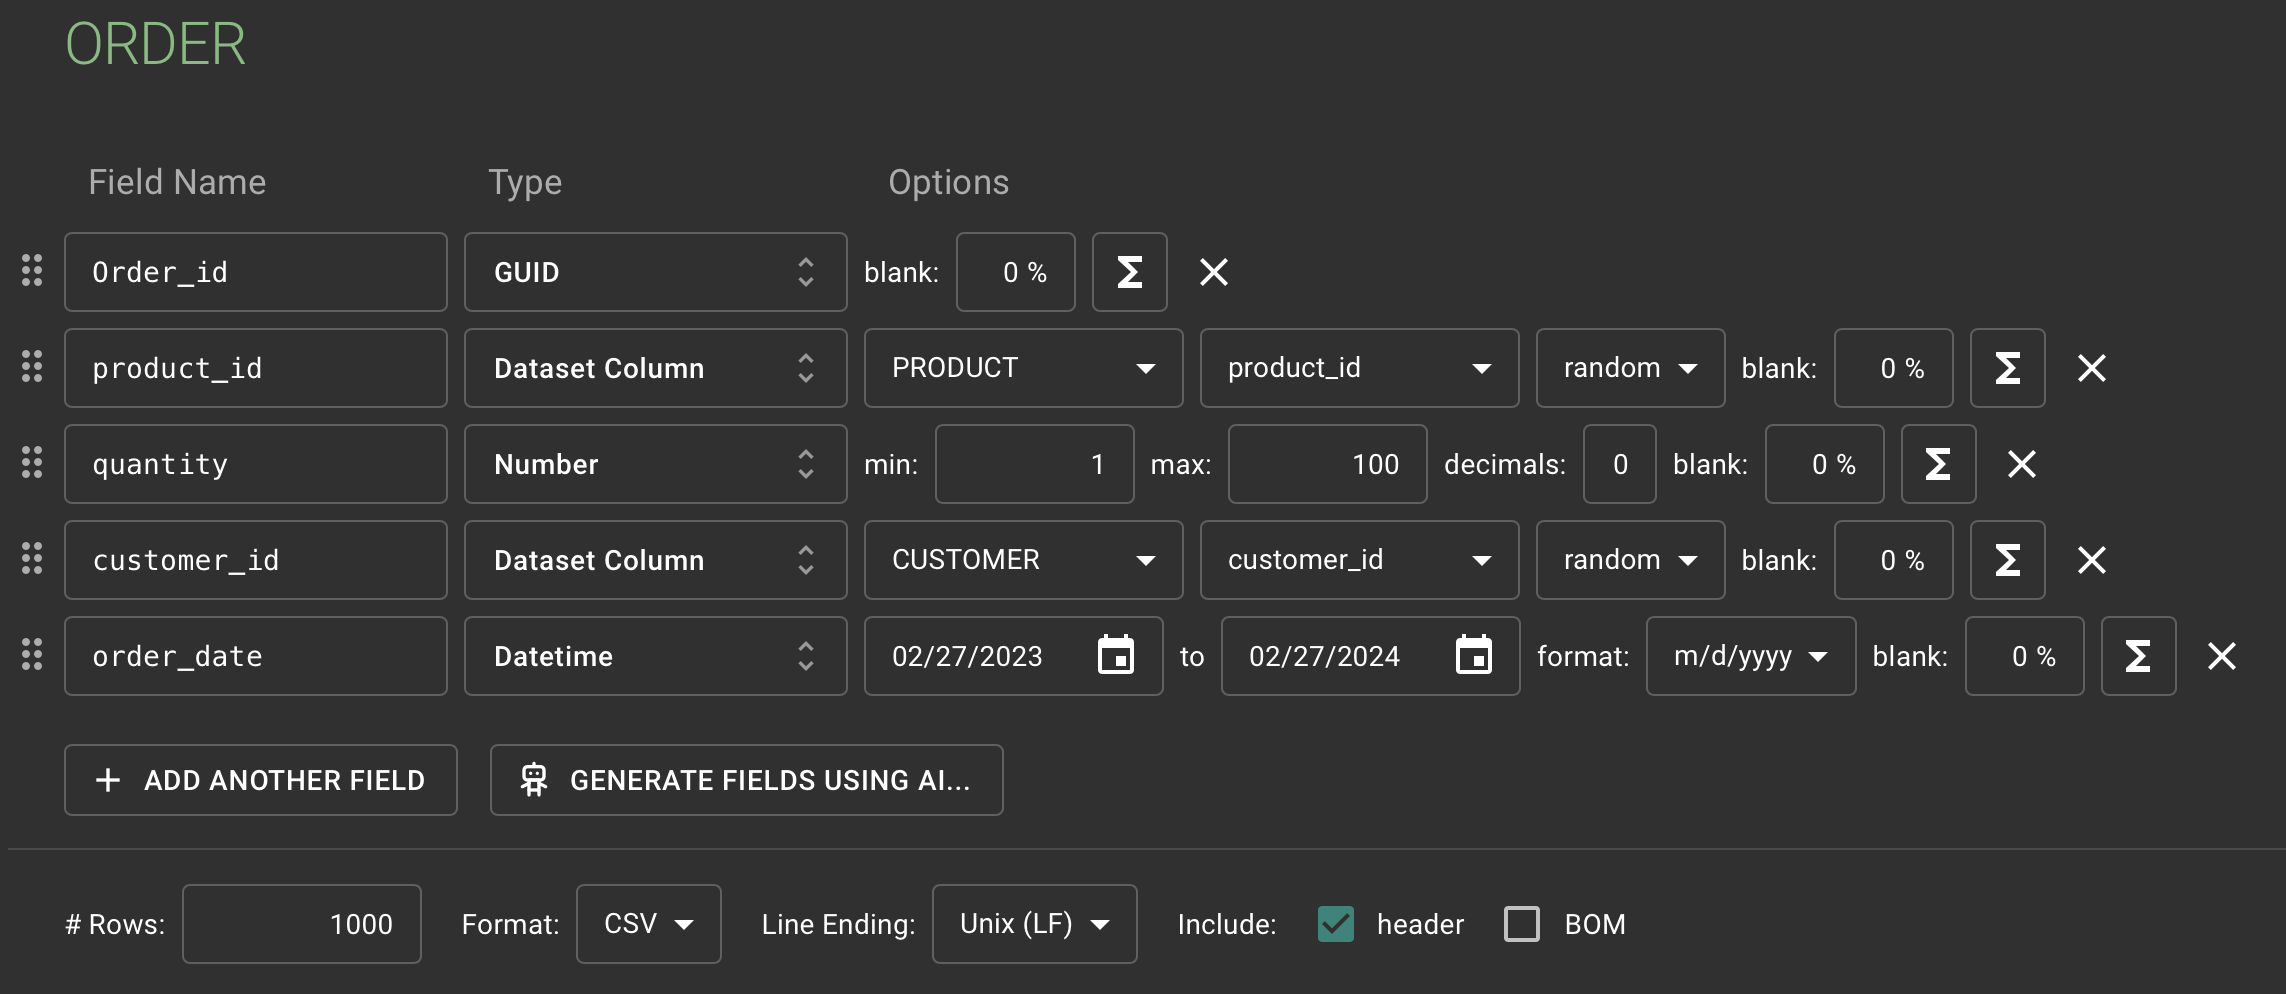 ORDER
Field Name Type Options
Order_id GUID blank: 0 % Σ
product_id Dataset Column PRODUCT product_id random blank: 0 % Σ
quantity Number min: 1 max: 100 decimals: 0 blank: 0 % Σ
customer_id Dataset Column CUSTOMER customer_id random blank: 0 % Σ
order_date Datetime 02/27/2023 to 02/27/2024 format: m/d/yyyy blank: 0 % Σ
ADD ANOTHER FIELD GENERATE FIELDS USING AI...
# Rows: 1000 Format: CSV Line Ending: Unix (LF) Include: header BOM